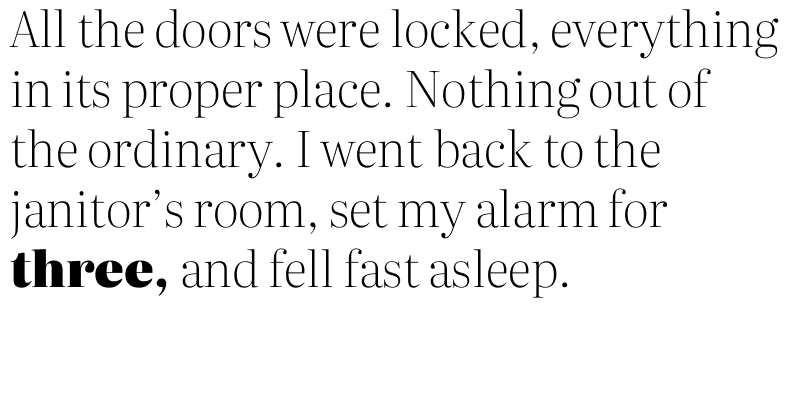 All the doors were locked, everything
in its proper place. Nothing out of
the ordinary. I went back to the
janitor’s room, set my alarm for
three, and fell fast asleep.